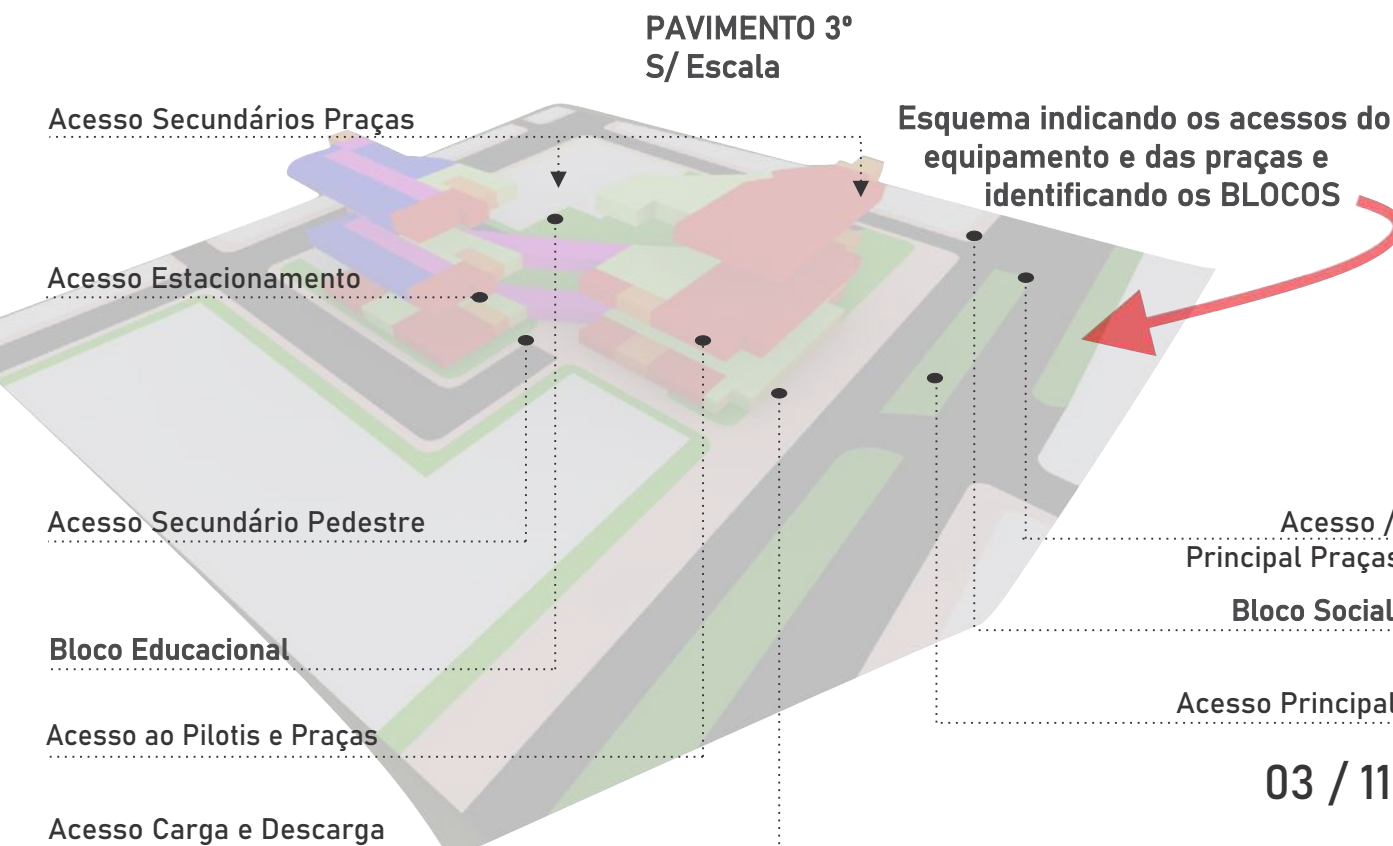 PAVIMENTO 3º
S/ Escala
Acesso Secundários Praças
Esquema indicando os acessos do
equipamento e das praças e
identificando os BLOCOS
Acesso Estacionamento
Acesso Secundário Pedestre
Acesso /
Principal Praças
Bloco Social
Bloco Educacional
Acesso Principal
Acesso ao Pilotis e Praças
03 / 11
Acesso Carga e Descarga